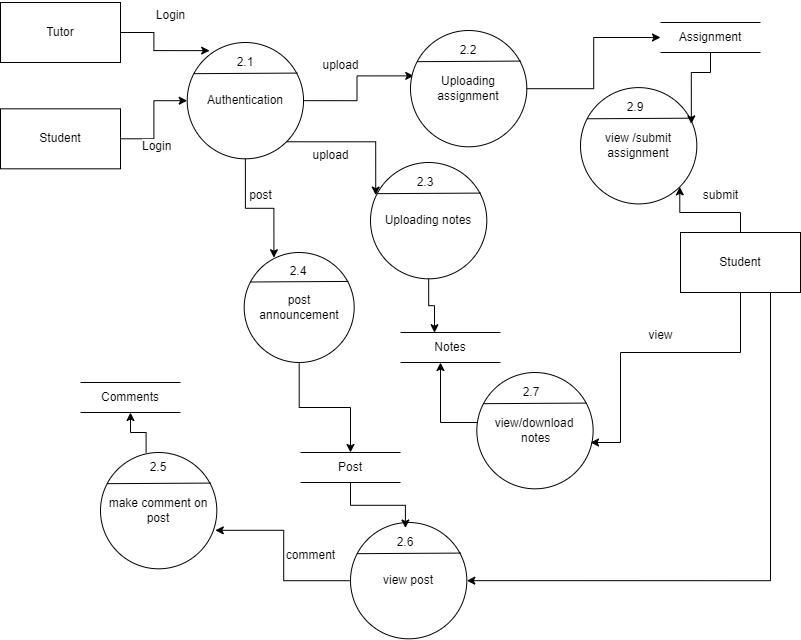 Login
Tutor
Assignment
2.2
2.1
upload
Uploading
assignment
Authentication
2.9
Student
Login
view /submit
assignment
upload
2.3
post
submit
Uploading notes
2.4
Student
post
announcement
view
Notes
2.7
Comments
view/download
notes
2.5
Post
make comment on
post
2.6
comment
view post